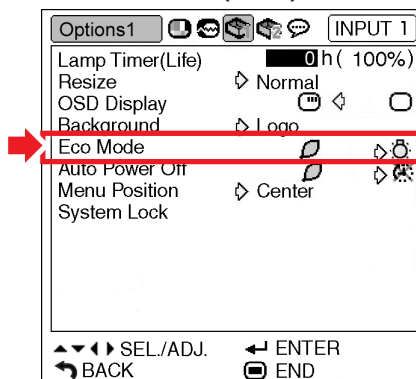 Options1 INPUT 1
Lamp Timer(Life) 0 h ( 100%)
Resize Normal
OSD Display
Background Logo
Eco Mode
Auto Power Off
Menu Position Center
System Lock
SEL./ADJ. ENTER
BACK END